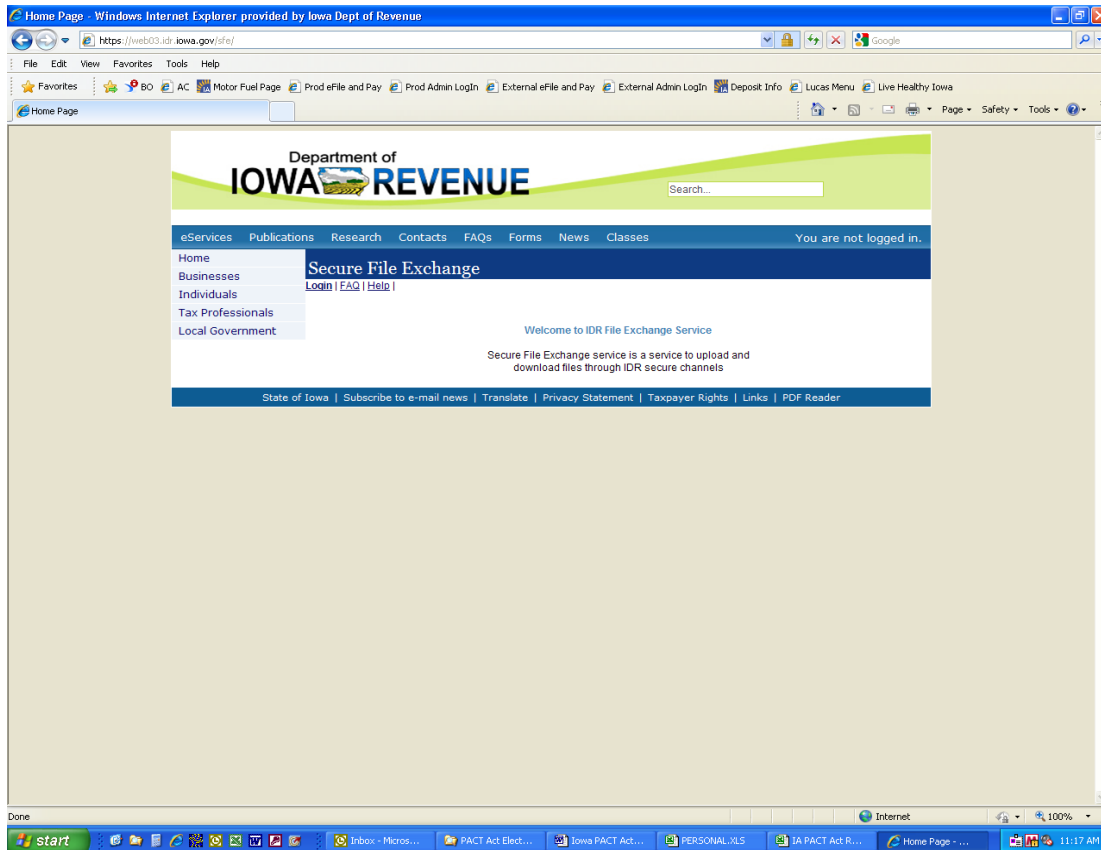 Home Page - Windows Internet Explorer provided by Iowa Dept of Revenue
https://web03.idr.iowa.gov/sfe/
Google
File Edit View Favorites Tools Help
Favorites BO AC Motor Fuel Page Prod eFile and Pay Prod Admin LogIn External eFile and Pay External Admin LogIn Deposit Info Lucas Menu Live Healthy Iowa
Home Page
Page Safety Tools
Department of
IOWA REVENUE
Search...
eServices Publications Research Contacts FAQs Forms News Classes You are not logged in.
Home
Businesses
Individuals
Tax Professionals
Local Government
Secure File Exchange
Login | FAQ | Help |
Welcome to IDR File Exchange Service
Secure File Exchange service is a service to upload and
download files through IDR secure channels
State of Iowa | Subscribe to e-mail news | Translate | Privacy Statement | Taxpayer Rights | Links | PDF Reader
Done Internet 100%
start Inbox - Micros... PACT Act Elect... Iowa PACT Act... PERSONAL.XLS IA PACT Act R... Home Page - ... 11:17 AM